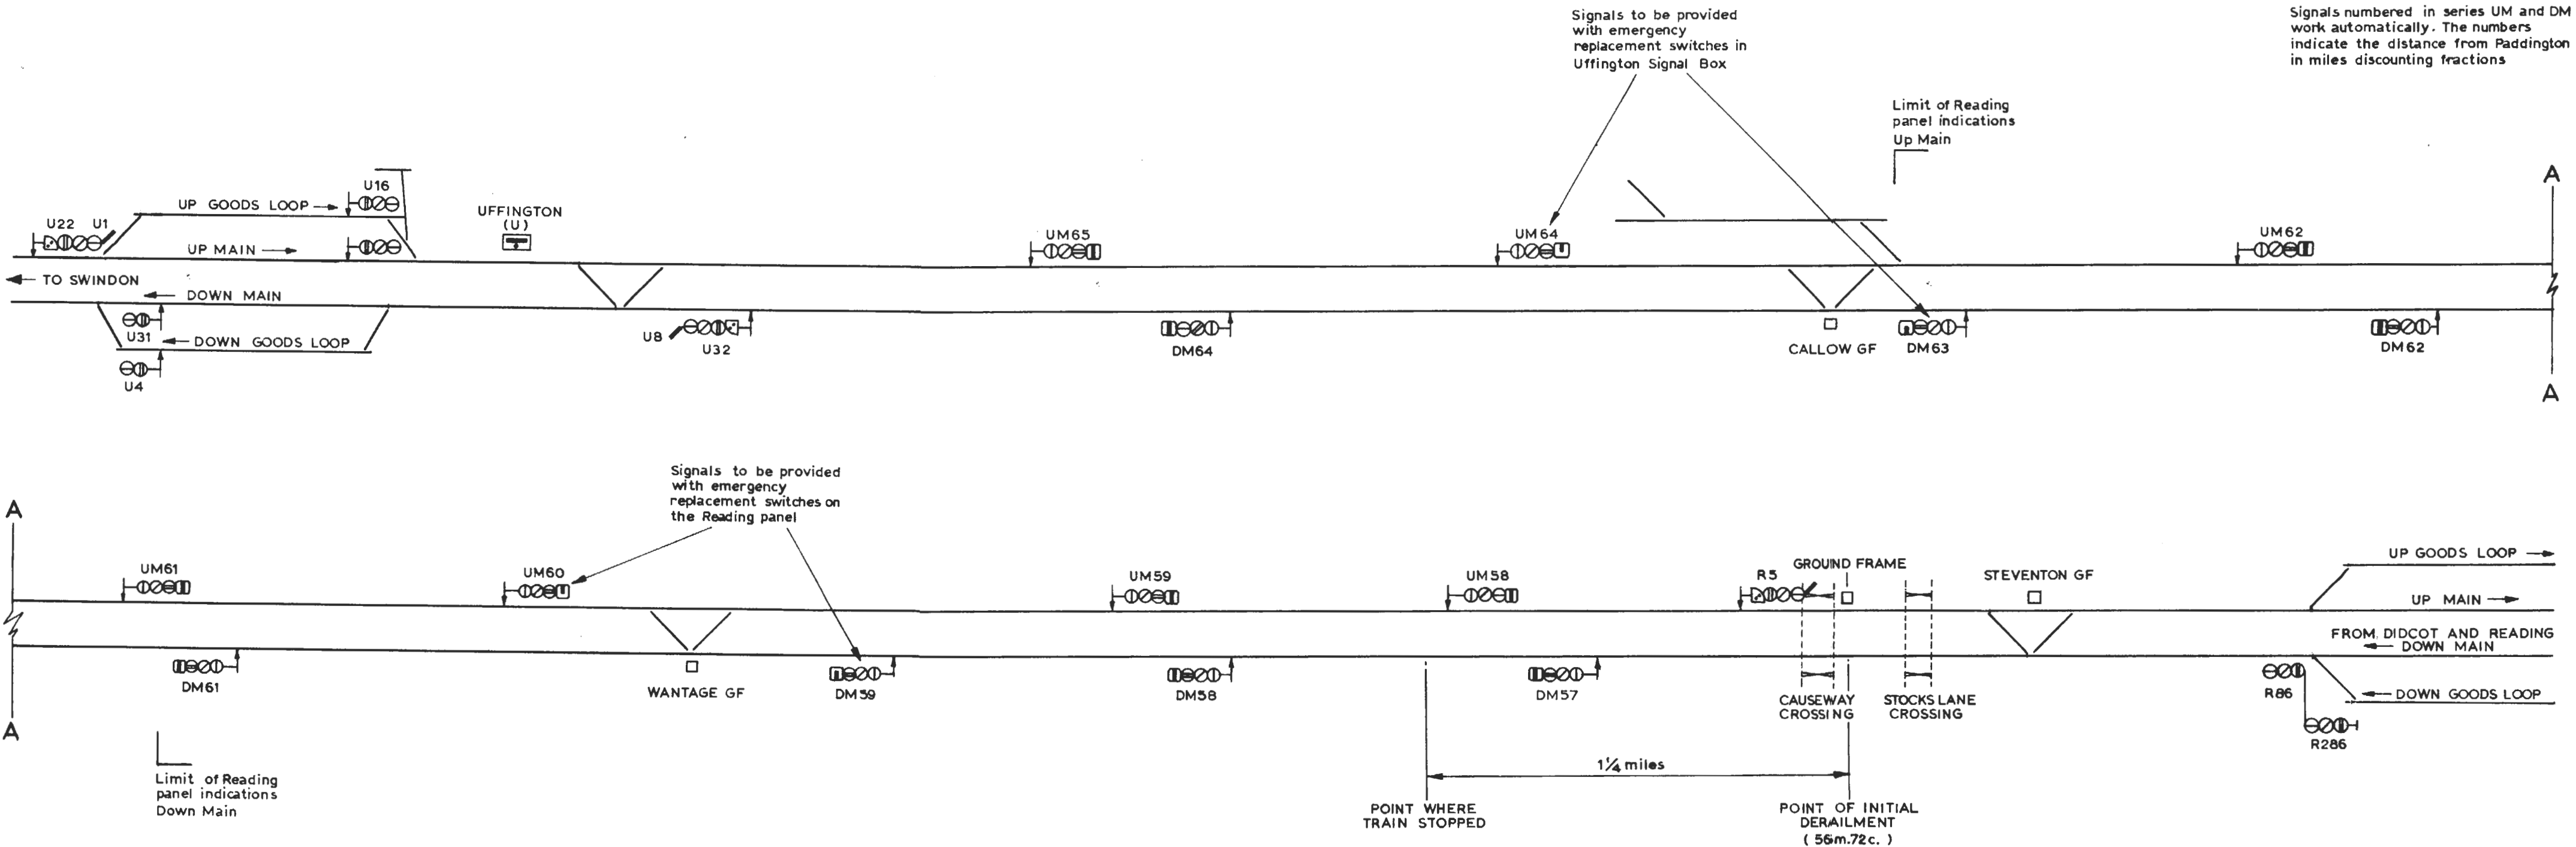 Signals to be provided
with emergency
replacement switches in
Uffington Signal Box
Signals numbered in series UM and DM
work automatically. The numbers
indicate the distance from Paddington
in miles discounting fractions
Limit of Reading
panel indications
Up Main
A
U16
UP GOODS LOOP
U22 U1
UFFINGTON
(U)
UP MAIN
UM65
UM64
UM62
TO SWINDON
DOWN MAIN
U31
DOWN GOODS LOOP
U4
U8
U32
DM64
CALLOW GF
DM63
DM62
A
Signals to be provided
with emergency
replacement switches on
the Reading panel
A
UM61
UM60
UM59
UM58
R5
GROUND FRAME
STEVENTON GF
UP GOODS LOOP
UP MAIN
FROM DIDCOT AND READING
DOWN MAIN
DM61
WANTAGE GF
DM59
DM58
DM57
CAUSEWAY
CROSSING
STOCKS LANE
CROSSING
R86
DOWN GOODS LOOP
R286
A
Limit of Reading
panel indications
Down Main
1¼ miles
POINT WHERE
TRAIN STOPPED
POINT OF INITIAL
DERAILMENT
(56m.72c.)